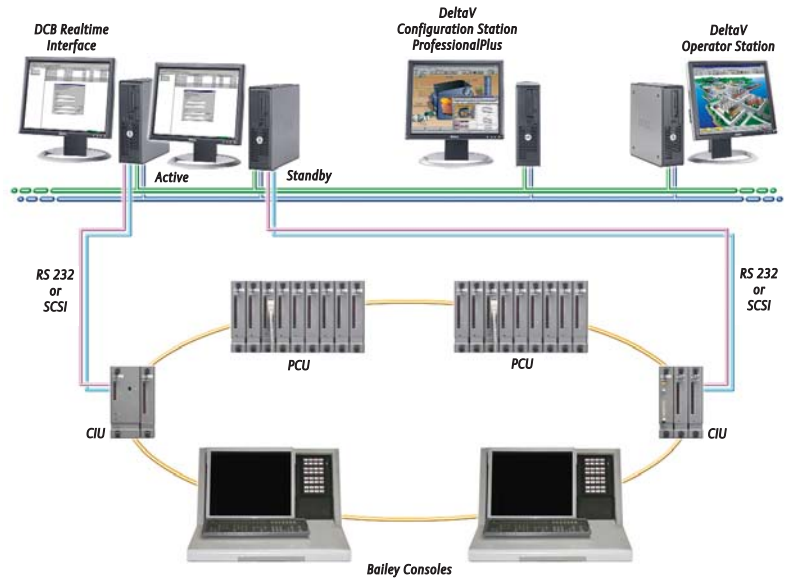 DCB Realtime
Interface
DeltaV
Configuration Station
ProfessionalPlus
DeltaV
Operator Station
Active
Standby
RS 232
or
SCSI
RS 232
or
SCSI
PCU
PCU
CIU
CIU
Bailey Consoles